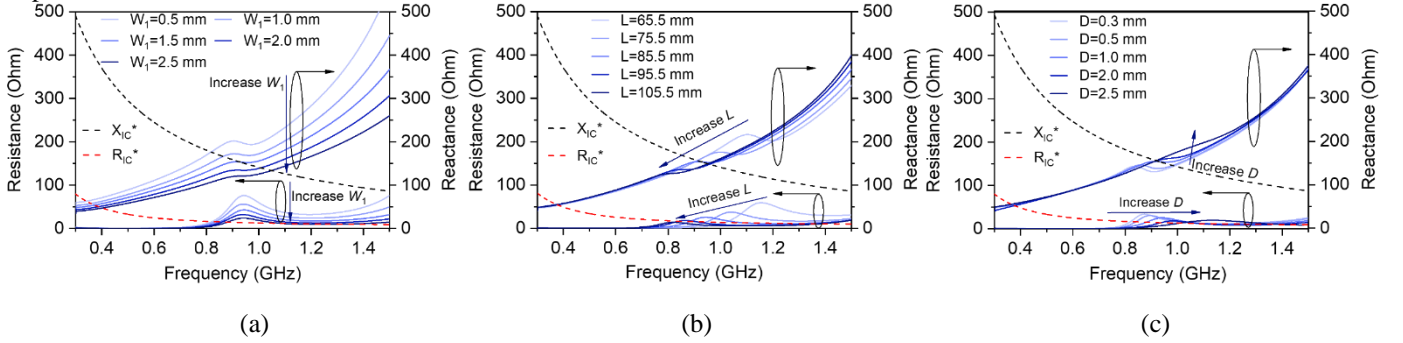 500
400
300
200
100
0
Resistance (Ohm)
W₁=0.5 mm
W₁=1.0 mm
W₁=1.5 mm
W₁=2.0 mm
W₁=2.5 mm
Increase W₁
X_IC*
R_IC*
Increase W₁
500
400
300
200
100
0
Reactance (Ohm)
0.4
0.6
0.8
1.0
1.2
1.4
Frequency (GHz)
(a)
500
400
300
200
100
0
Resistance (Ohm)
L=65.5 mm
L=75.5 mm
L=85.5 mm
L=95.5 mm
L=105.5 mm
Increase L
X_IC*
R_IC*
Increase L
500
400
300
200
100
0
Reactance (Ohm)
0.4
0.6
0.8
1.0
1.2
1.4
Frequency (GHz)
(b)
500
400
300
200
100
0
Resistance (Ohm)
D=0.3 mm
D=0.5 mm
D=1.0 mm
D=2.0 mm
D=2.5 mm
X_IC*
R_IC*
Increase D
Increase D
500
400
300
200
100
0
Reactance (Ohm)
0.4
0.6
0.8
1.0
1.2
1.4
Frequency (GHz)
(c)